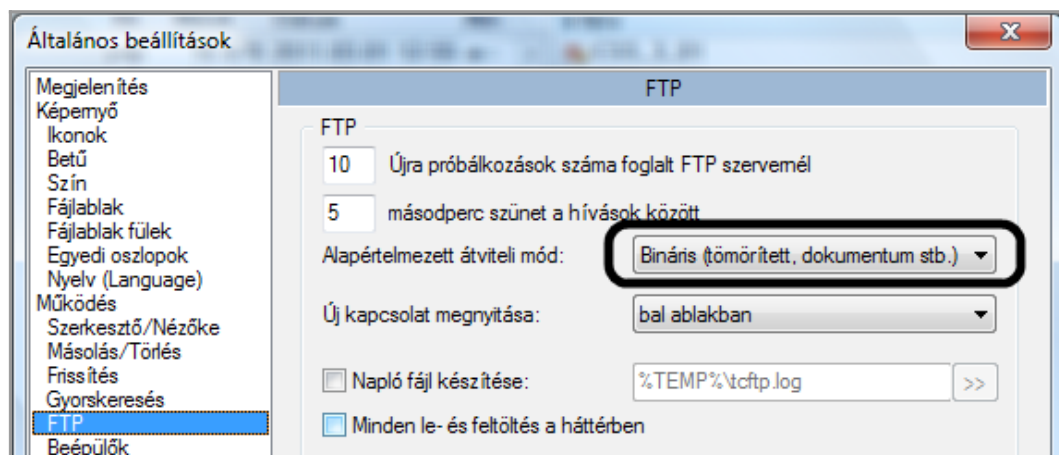 Általános beállítások
Megjelenítés
Képernyő
Ikonok
Betű
Szín
Fájlablak
Fájlablak fülek
Egyedi oszlopok
Nyelv (Language)
Működés
Szerkesztő/Nézőke
Másolás/Törlés
Frissítés
Gyorskeresés
FTP
Beépülők
FTP
FTP
10 Újra próbálkozások száma foglalt FTP szervernél
5 másodperc szünet a hívások között
Alapértelmezett átviteli mód: Bináris (tömörített, dokumentum stb.)
Új kapcsolat megnyitása: bal ablakban
Napló fájl készítése: %TEMP%\tcftp.log >>
Minden le- és feltöltés a háttérben